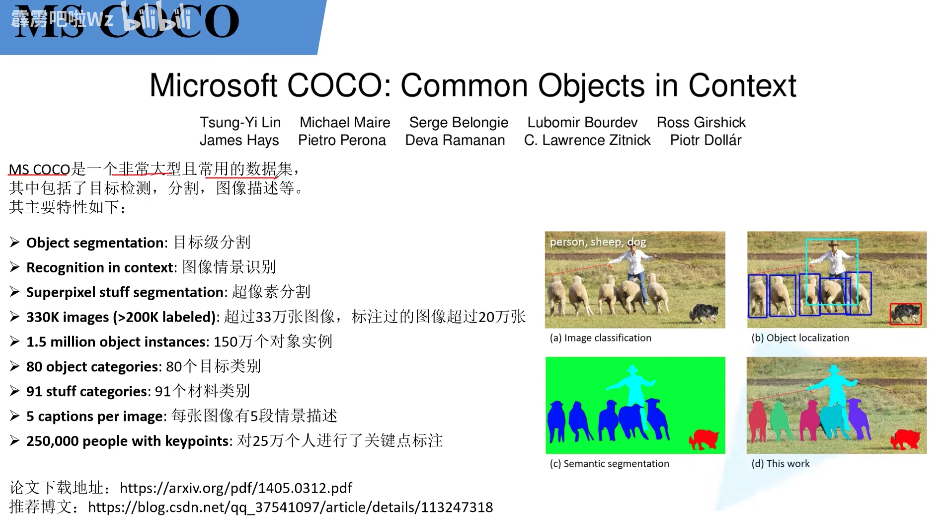 霹雳吧啦Wz bilibili
MS COCO
Microsoft COCO: Common Objects in Context
Tsung-Yi Lin Michael Maire Serge Belongie Lubomir Bourdev Ross Girshick
James Hays Pietro Perona Deva Ramanan C. Lawrence Zitnick Piotr Dollár
MS COCO是一个非常大型且常用的数据集，
其中包括了目标检测，分割，图像描述等。
其主要特性如下：
➢ Object segmentation: 目标级分割
➢ Recognition in context: 图像情景识别
➢ Superpixel stuff segmentation: 超像素分割
➢ 330K images (>200K labeled): 超过33万张图像，标注过的图像超过20万张
➢ 1.5 million object instances: 150万个对象实例
➢ 80 object categories: 80个目标类别
➢ 91 stuff categories: 91个材料类别
➢ 5 captions per image: 每张图像有5段情景描述
➢ 250,000 people with keypoints: 对25万个人进行了关键点标注
person, sheep, dog
(a) Image classification
(b) Object localization
(c) Semantic segmentation
(d) This work
论文下载地址：https://arxiv.org/pdf/1405.0312.pdf
推荐博文：https://blog.csdn.net/qq_37541097/article/details/113247318